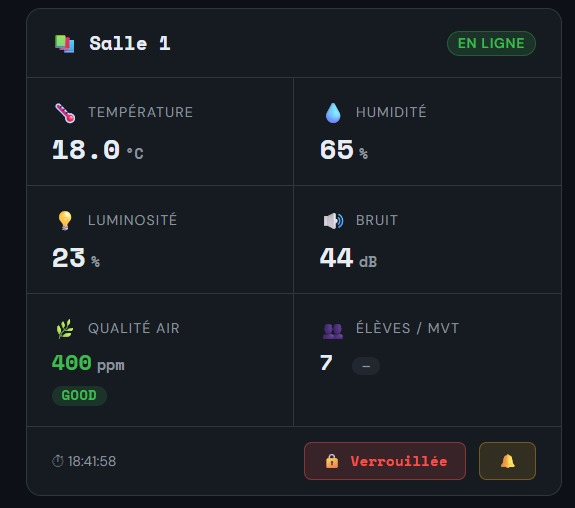 Salle 1
EN LIGNE
TEMPÉRATURE
18.0 °C
HUMIDITÉ
65 %
LUMINOSITÉ
23 %
BRUIT
44 dB
QUALITÉ AIR
400 ppm
GOOD
ÉLÈVES / MVT
7 –
18:41:58
Verrouillée